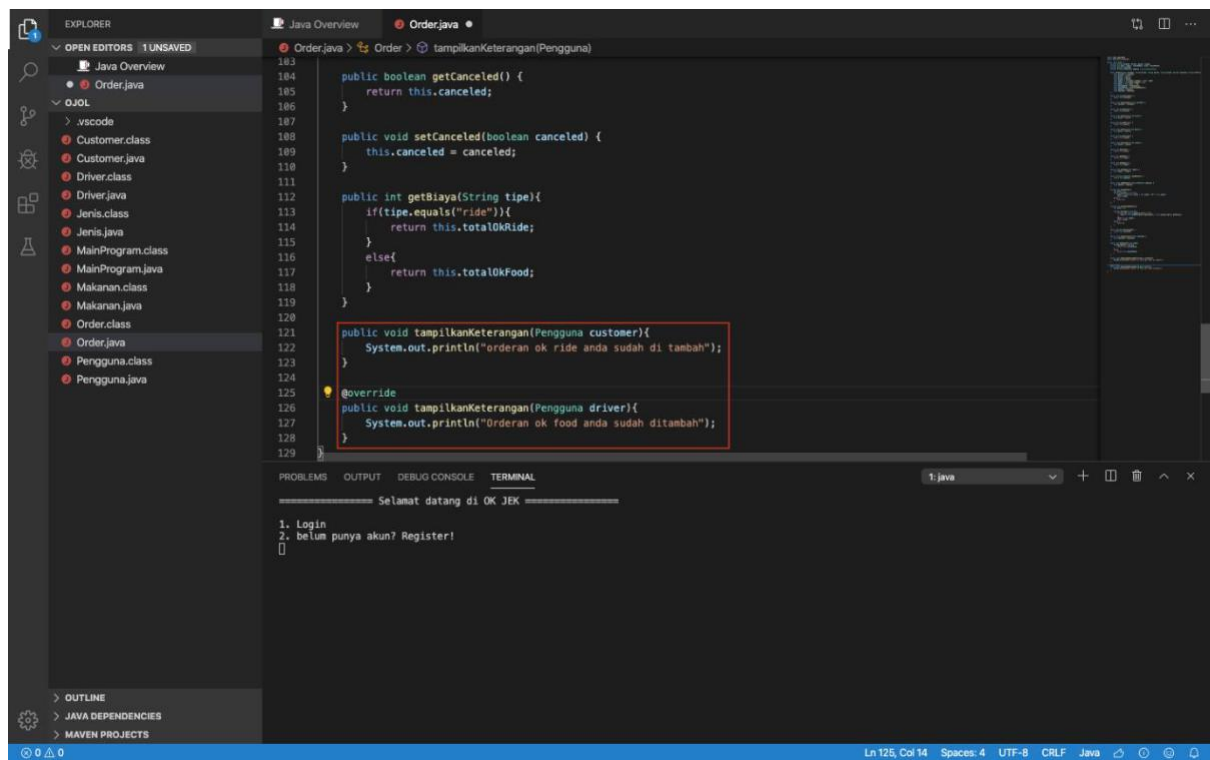 EXPLORER
OPEN EDITORS 1 UNSAVED
Java Overview
Order.java
OJOL
.vscode
Customer.class
Customer.java
Driver.class
Driver.java
Jenis.class
Jenis.java
MainProgram.class
MainProgram.java
Makanan.class
Makanan.java
Order.class
Order.java
Pengguna.class
Pengguna.java
OUTLINE
JAVA DEPENDENCIES
MAVEN PROJECTS
Java Overview Order.java
Order.java > Order > tampilkanKeterangan(Pengguna)
103
104 public boolean getCanceled() {
105 return this.canceled;
106 }
107
108 public void setCanceled(boolean canceled) {
109 this.canceled = canceled;
110 }
111
112 public int getBiaya(String tipe){
113 if(tipe.equals("ride")){
114 return this.totalOkRide;
115 }
116 else{
117 return this.totalOkFood;
118 }
119 }
120
121 public void tampilkanKeterangan(Pengguna customer){
122 System.out.println("orderan ok ride anda sudah di tambah");
123 }
124
125 @override
126 public void tampilkanKeterangan(Pengguna driver){
127 System.out.println("Orderan ok food anda sudah ditambah");
128 }
129 }
PROBLEMS OUTPUT DEBUG CONSOLE TERMINAL 1: java
================ Selamat datang di OK JEK ================
1. Login
2. belum punya akun? Register!
0 0 Ln 125, Col 14 Spaces: 4 UTF-8 CRLF Java